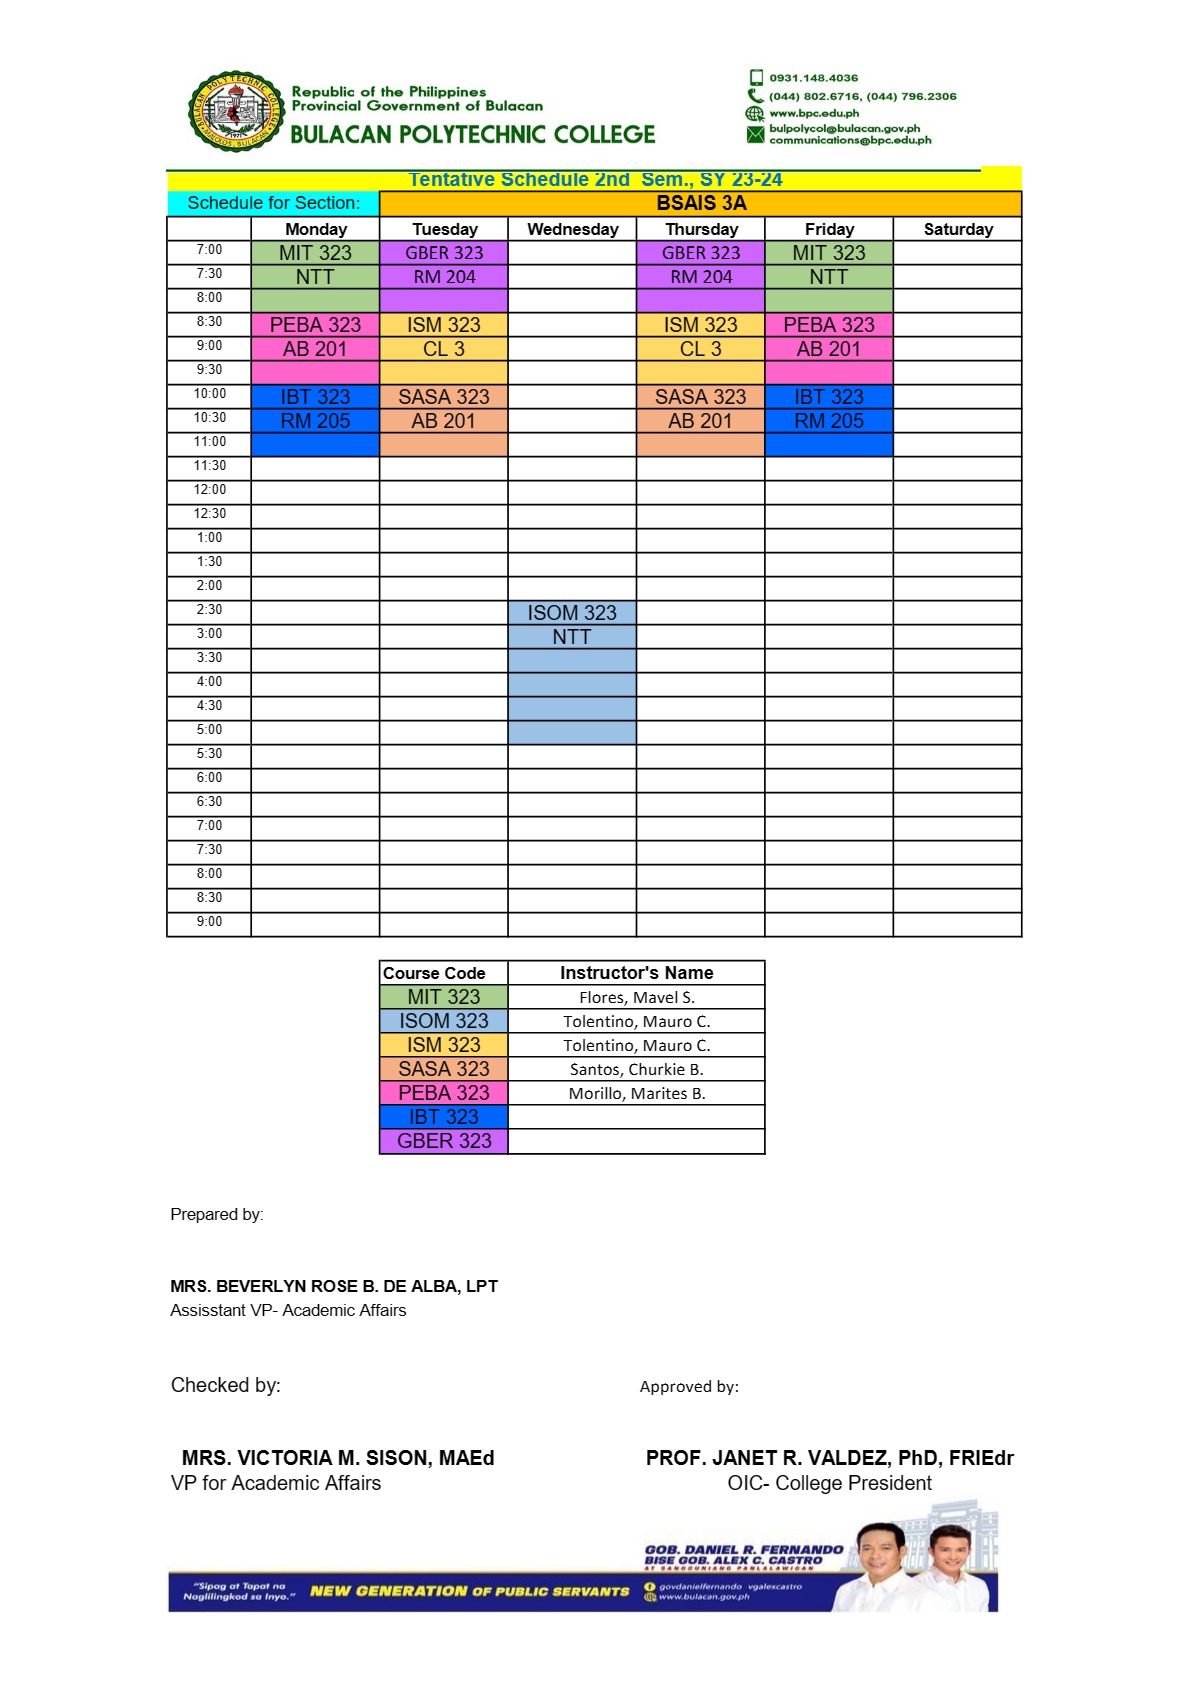 BULACAN POLYTECHNIC COLLEGE
MALOLOS, BULACAN
1971
Republic of the Philippines
Provincial Government of Bulacan
BULACAN POLYTECHNIC COLLEGE
0931.148.4036
(044) 802.6716, (044) 796.2306
www.bpc.edu.ph
bulpolycol@bulacan.gov.ph
communications@bpc.edu.ph
Tentative Schedule 2nd Sem., SY 23-24
Schedule for Section: BSAIS 3A
Monday Tuesday Wednesday Thursday Friday Saturday
7:00 MIT 323 GBER 323 GBER 323 MIT 323
7:30 NTT RM 204 RM 204 NTT
8:00
8:30 PEBA 323 ISM 323 ISM 323 PEBA 323
9:00 AB 201 CL 3 CL 3 AB 201
9:30
10:00 IBT 323 SASA 323 SASA 323 IBT 323
10:30 RM 205 AB 201 AB 201 RM 205
11:00
11:30
12:00
12:30
1:00
1:30
2:00
2:30 ISOM 323
3:00 NTT
3:30
4:00
4:30
5:00
5:30
6:00
6:30
7:00
7:30
8:00
8:30
9:00
Course Code Instructor's Name
MIT 323 Flores, Mavel S.
ISOM 323 Tolentino, Mauro C.
ISM 323 Tolentino, Mauro C.
SASA 323 Santos, Churkie B.
PEBA 323 Morillo, Marites B.
IBT 323
GBER 323
Prepared by:
MRS. BEVERLYN ROSE B. DE ALBA, LPT
Assisstant VP- Academic Affairs
Checked by: Approved by:
MRS. VICTORIA M. SISON, MAEd PROF. JANET R. VALDEZ, PhD, FRIEdr
VP for Academic Affairs OIC- College President
GOB. DANIEL R. FERNANDO
BISE GOB. ALEX C. CASTRO
AT SANGGUNIANG PANLALAWIGAN
"Sipag at Tapat na
Naglilingkod sa Inyo."
NEW GENERATION OF PUBLIC SERVANTS
govdanielfernando vgalexcastro
www.bulacan.gov.ph